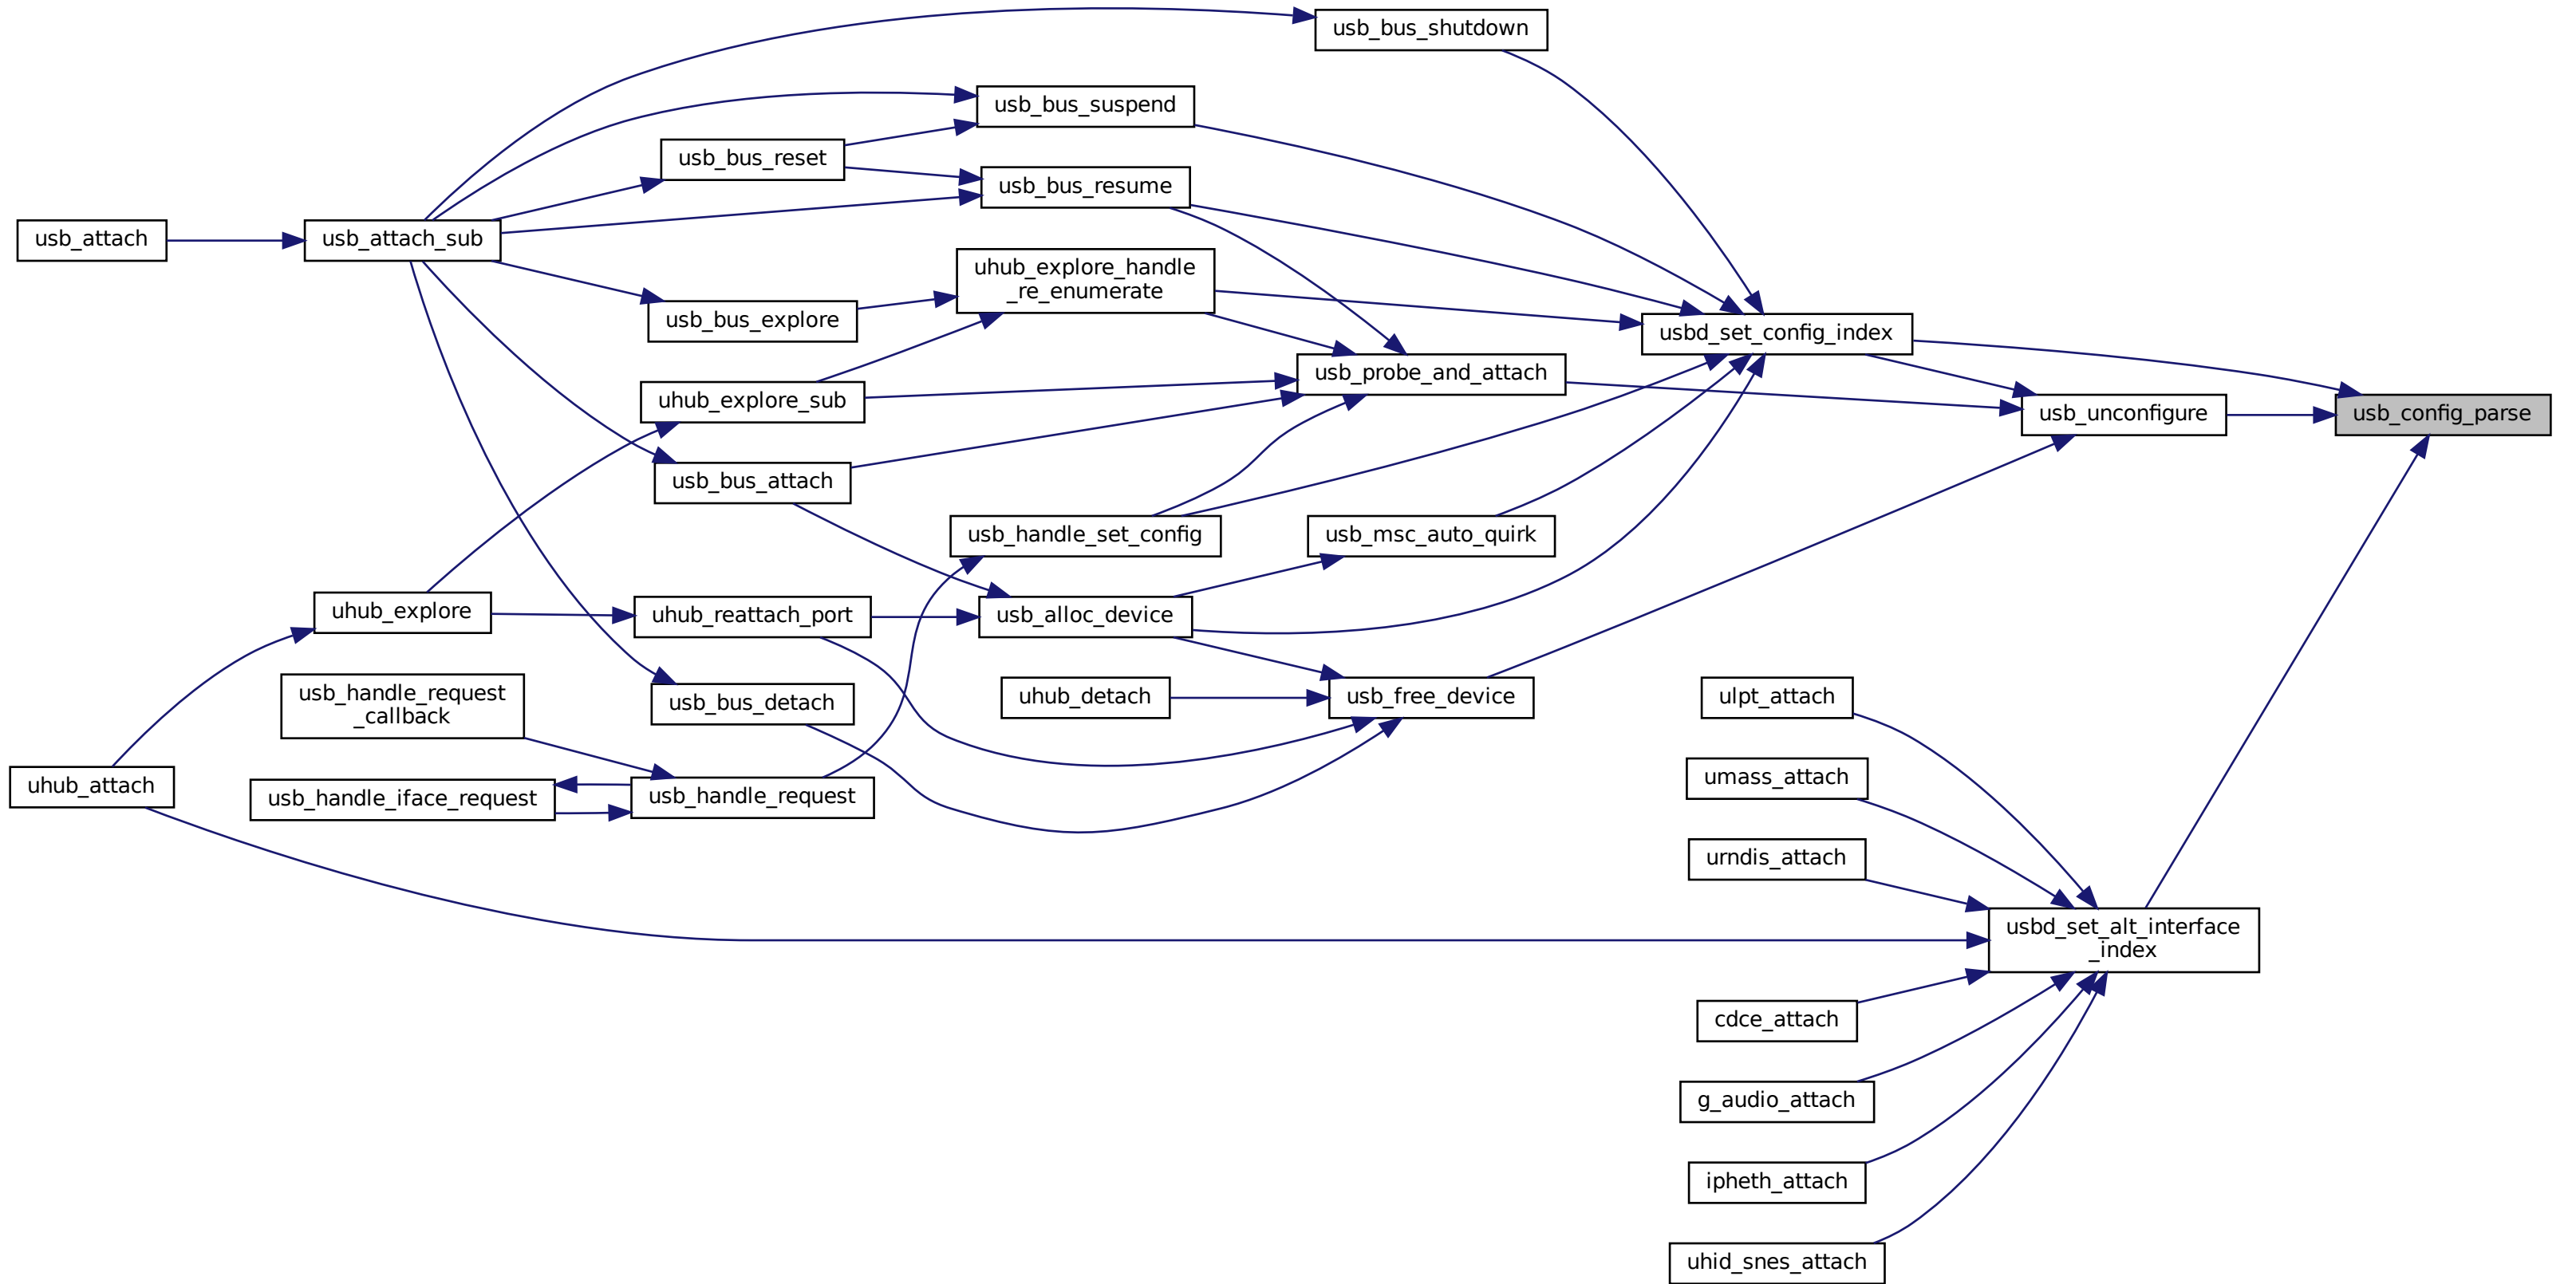 usb_bus_shutdown
usb_bus_suspend
usb_bus_reset
usb_bus_resume
usb_attach
usb_attach_sub
uhub_explore_handle
_re_enumerate
usb_bus_explore
usbd_set_config_index
usb_probe_and_attach
uhub_explore_sub
usb_unconfigure
usb_config_parse
usb_bus_attach
usb_handle_set_config
usb_msc_auto_quirk
uhub_explore
uhub_reattach_port
usb_alloc_device
usb_handle_request
_callback
usb_bus_detach
uhub_detach
usb_free_device
ulpt_attach
uhub_attach
usb_handle_iface_request
usb_handle_request
umass_attach
urndis_attach
usbd_set_alt_interface
_index
cdce_attach
g_audio_attach
ipheth_attach
uhid_snes_attach